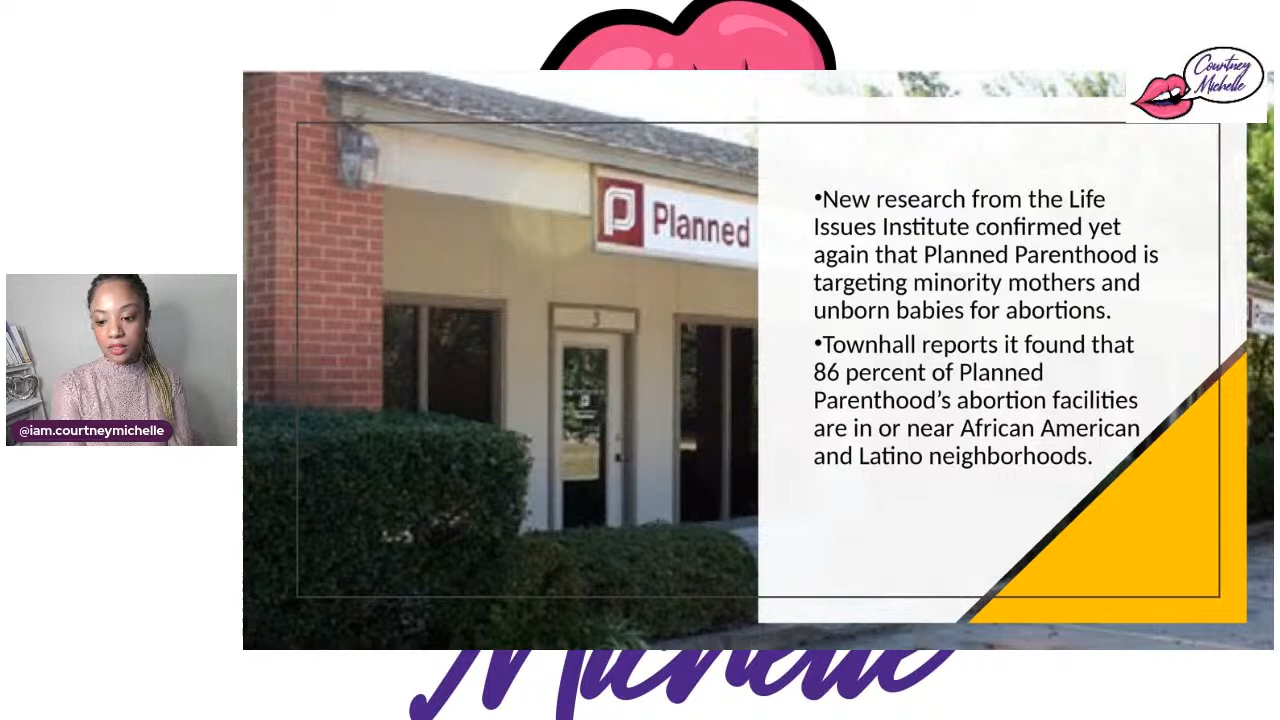 Courtney
Michelle
P Planned
•New research from the Life
Issues Institute confirmed yet
again that Planned Parenthood is
targeting minority mothers and
unborn babies for abortions.
•Townhall reports it found that
86 percent of Planned
Parenthood’s abortion facilities
are in or near African American
and Latino neighborhoods.
3
@iam.courtneymichelle
Michelle